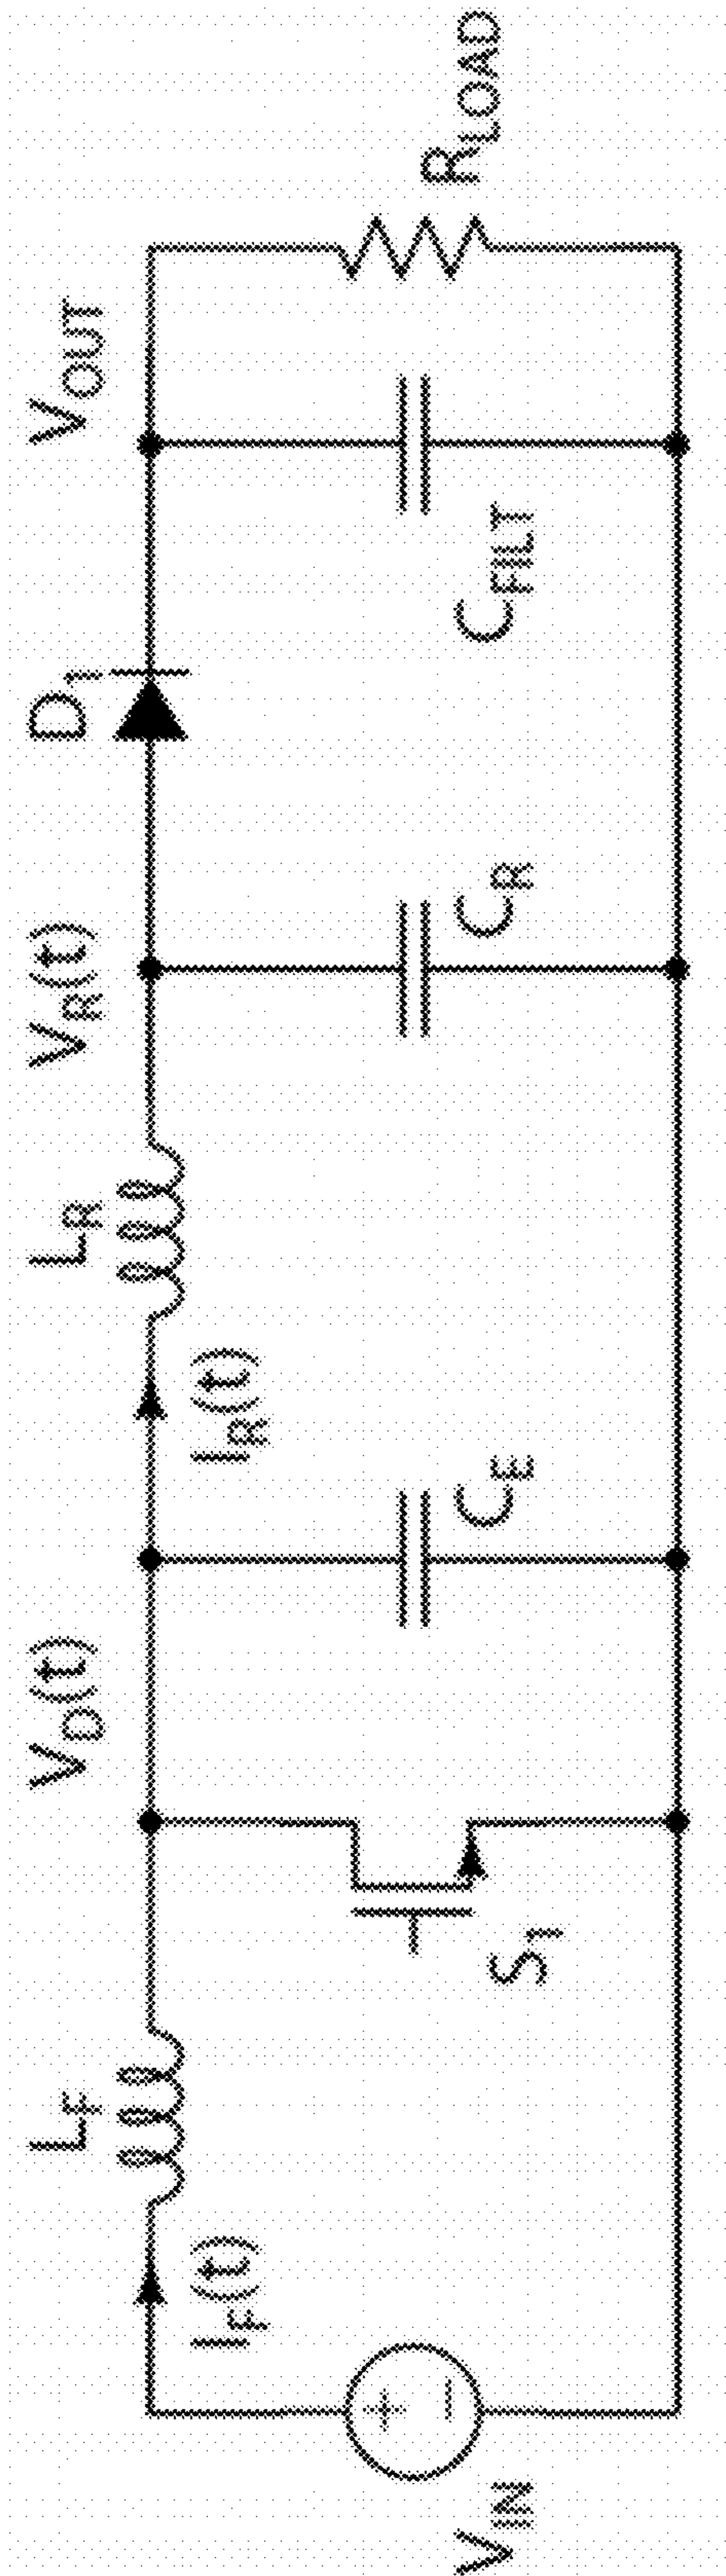 V_IN
I_F(t)
L_F
S_1
V_D(t)
C_E
I_R(t)
L_R
V_R(t)
C_R
D_1
C_FILT
V_OUT
R_LOAD